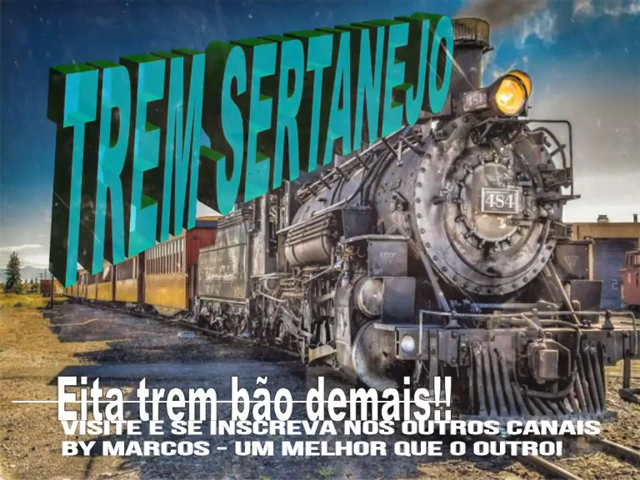 TREM SERTANEJO
484
Eita trem bão demais!!
VISITE E SE INSCREVA NOS OUTROS CANAIS
BY MARCOS - UM MELHOR QUE O OUTRO!